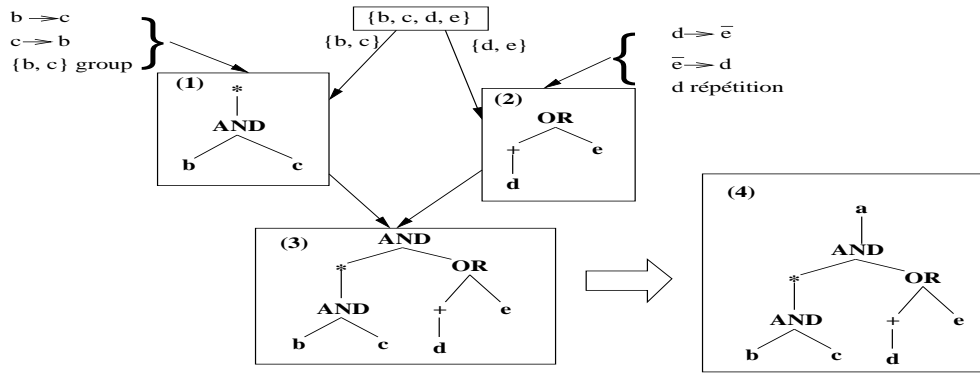 b → c
c → b
{b, c} group
{b, c, d, e}
{b, c}
{d, e}
d → e̅
e̅ → d
d répétition
(1)
*
AND
b c
(2)
OR
+ e
d
(3)
AND
* OR
AND + e
b c d
(4)
a
AND
* OR
AND + e
b c d